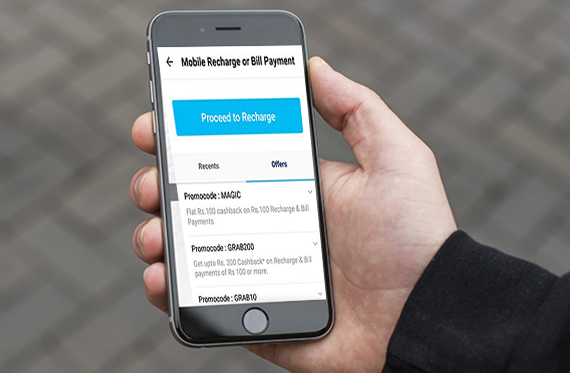 Mobile Recharge or Bill Payment
Proceed to Recharge
Recents
Offers
Promocode : MAGIC
Flat Rs.100 cashback on Rs.100 Recharge & Bill
Payments
Promocode : GRAB200
Get upto Rs. 200 Cashback* on Recharge & Bill
payments of Rs 100 or more.
Promocode : GRAB10